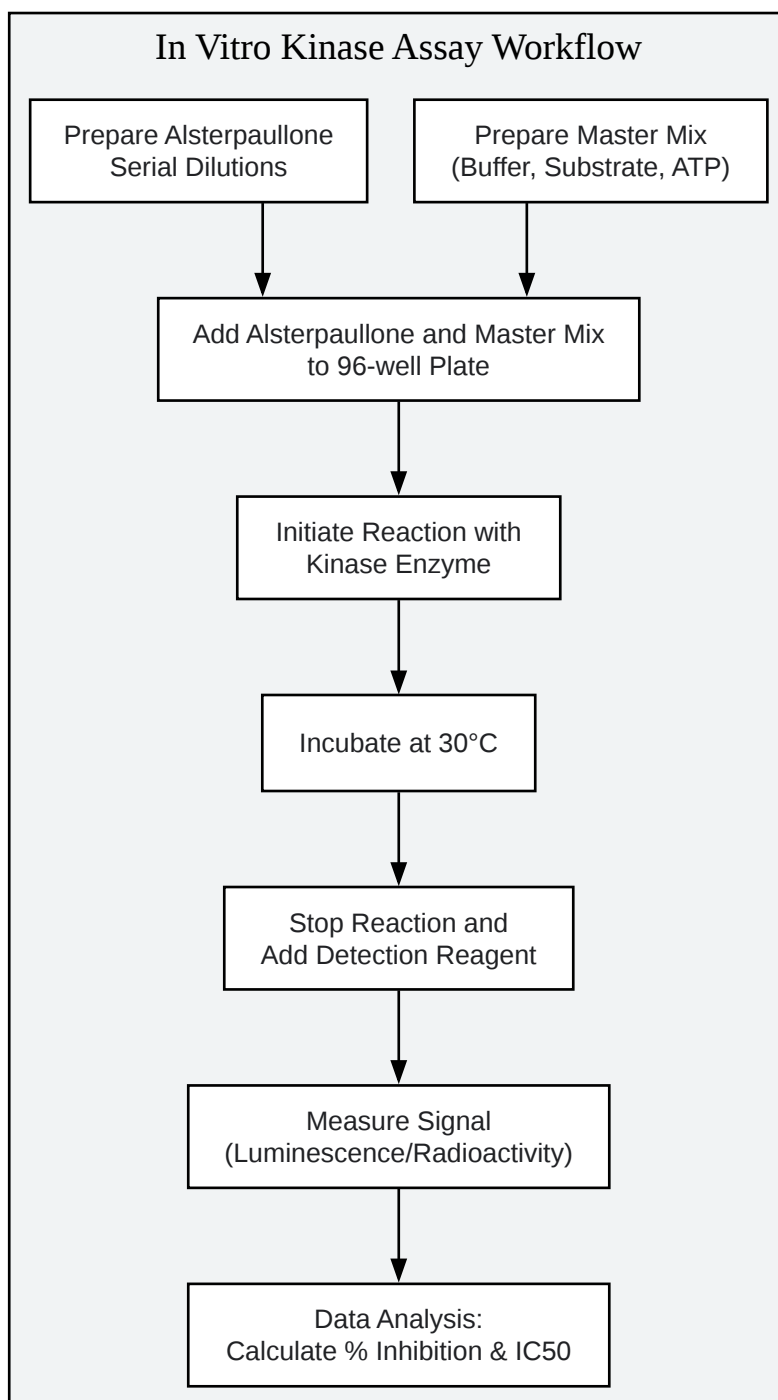 In Vitro Kinase Assay Workflow
Prepare Alsterpaullone
Serial Dilutions
Prepare Master Mix
(Buffer, Substrate, ATP)
Add Alsterpaullone and Master Mix
to 96-well Plate
Initiate Reaction with
Kinase Enzyme
Incubate at 30°C
Stop Reaction and
Add Detection Reagent
Measure Signal
(Luminescence/Radioactivity)
Data Analysis:
Calculate % Inhibition & IC50